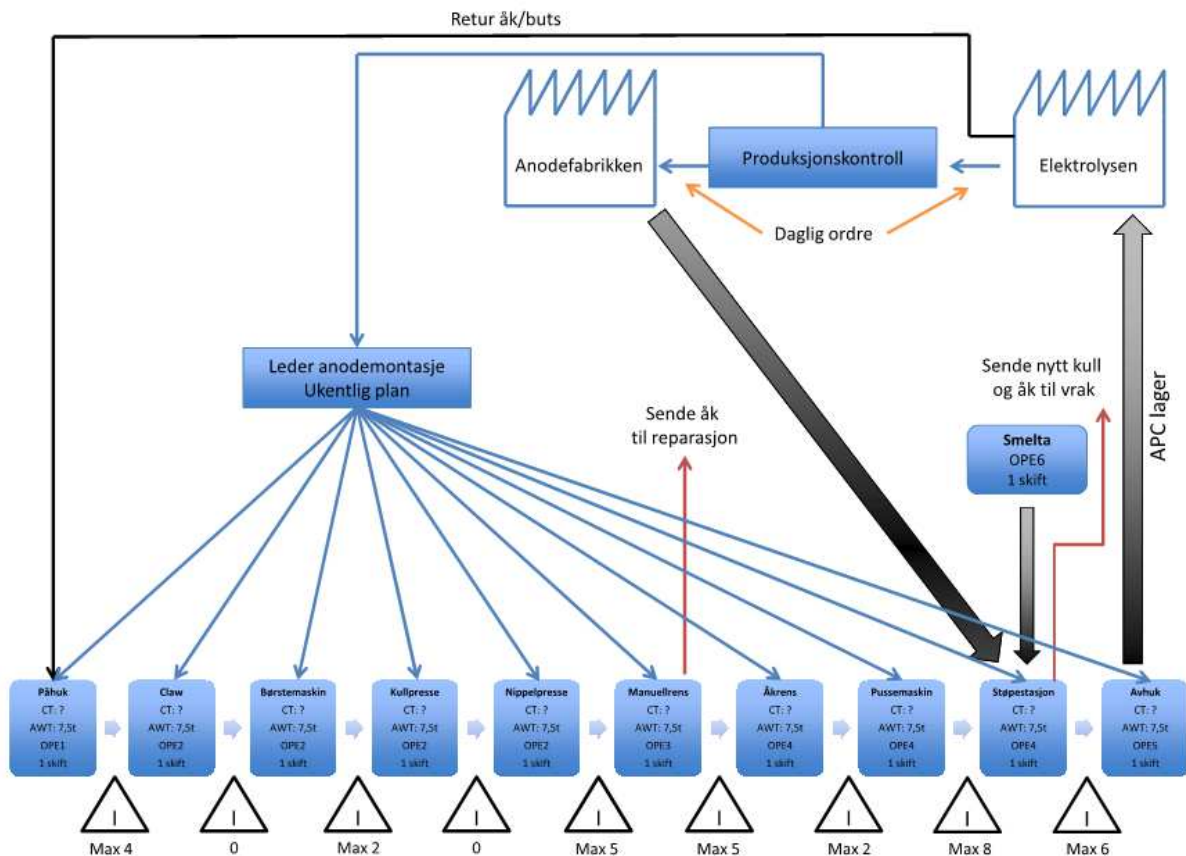 Retur åk/buts
Anodefabrikken
Produksjonskontroll
Elektrolysen
Daglig ordre
Leder anodemontasje
Ukentlig plan
Sende åk
til reparasjon
Sende nytt kull
og åk til vrak
Smelta
OPE6
1 skift
APC lager
Påhuk
CT: ?
AWT: 7,5t
OPE1
1 skift
Claw
CT: ?
AWT: 7,5t
OPE2
1 skift
Børstemaskin
CT: ?
AWT: 7,5t
OPE2
1 skift
Kullpresse
CT: ?
AWT: 7,5t
OPE2
1 skift
Nippelpresse
CT: ?
AWT: 7,5t
OPE2
1 skift
Manuellrens
CT: ?
AWT: 7,5t
OPE3
1 skift
Åkrens
CT: ?
AWT: 7,5t
OPE4
1 skift
Pussemaskin
CT: ?
AWT: 7,5t
OPE4
1 skift
Støpestasjon
CT: ?
AWT: 7,5t
OPE4
1 skift
Avhuk
CT: ?
AWT: 7,5t
OPE5
1 skift
I
I
I
I
I
I
I
I
I
Max 4
0
Max 2
0
Max 5
Max 5
Max 2
Max 8
Max 6